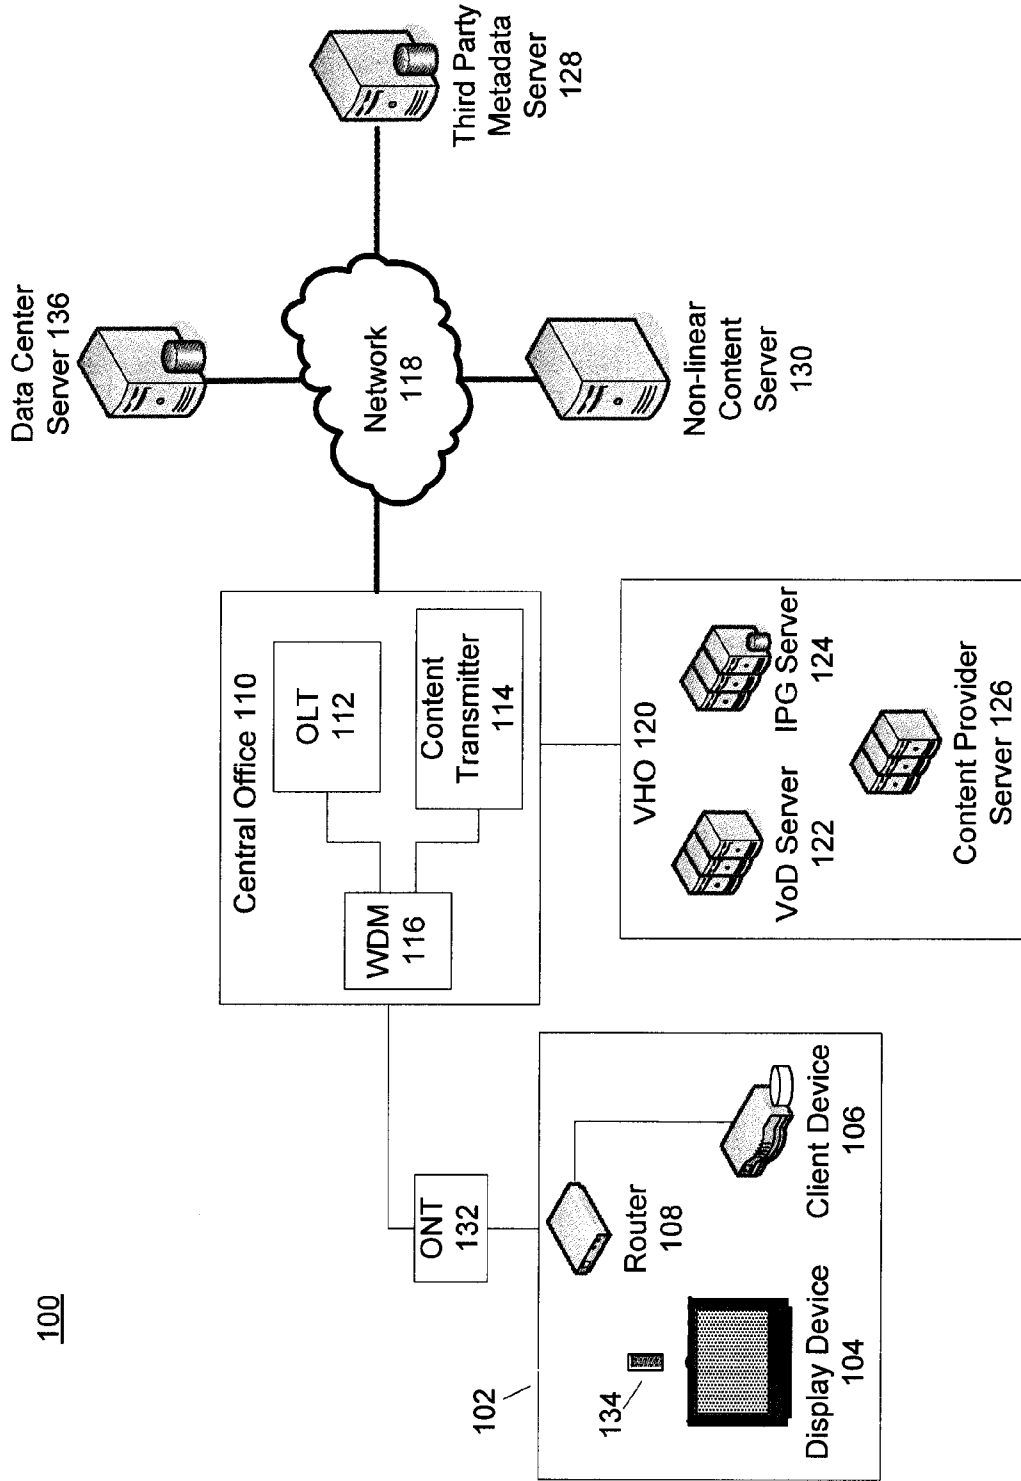 100
Data Center
Server 136
Third Party
Metadata
Server
128
Network
118
Non-linear
Content
Server
130
Central Office 110
OLT
112
Content
Transmitter
114
WDM
116
VHO 120
VoD Server
122
IPG Server
124
Content Provider
Server 126
ONT
132
102
134
Router
108
Client Device
106
Display Device
104